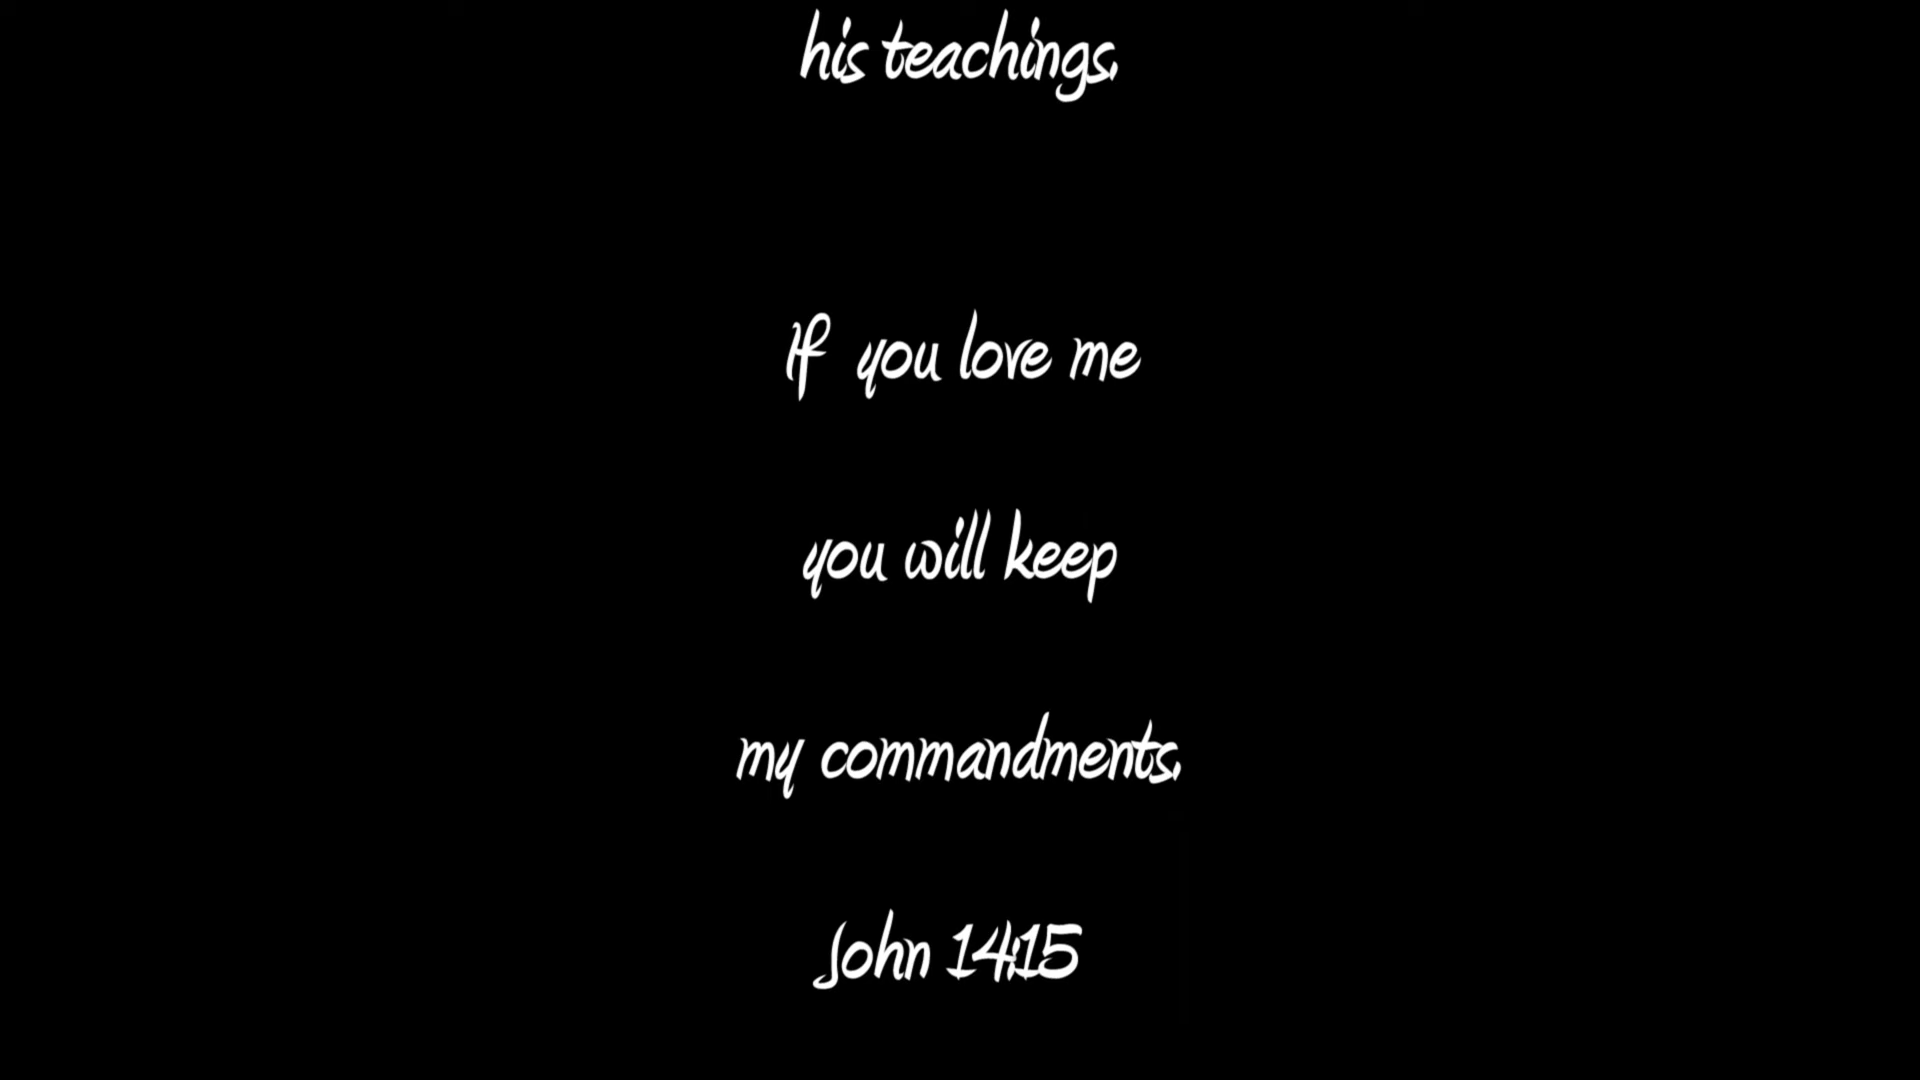 his teachings.
If you love me
you will keep
my commandments.
John 14:15